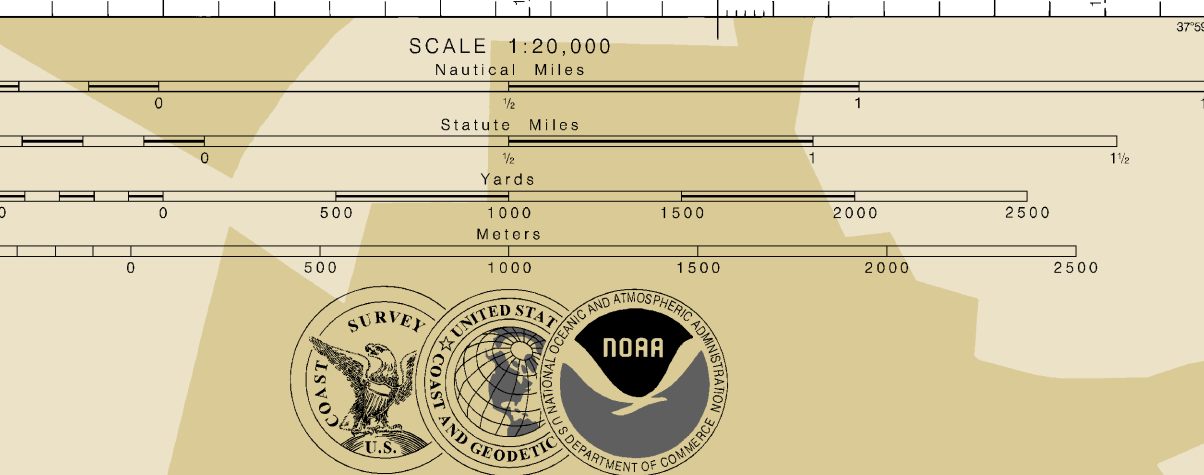 37°59
SCALE 1:20,000
Nautical Miles
0 ½ 1
Statute Miles
0 ½ 1 1½
Yards
0 0 500 1000 1500 2000 2500
Meters
0 500 1000 1500 2000 2500
COAST SURVEY
U.S.
UNITED STAT
COAST AND GEODETIC
NATIONAL OCEANIC AND ATMOSPHERIC ADMINISTRATION
U S DEPARTMENT OF COMMERCE
NOAA